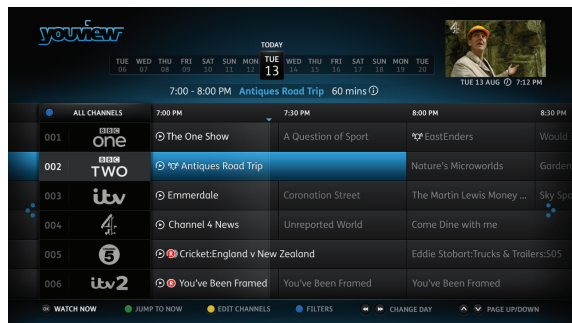 youview
TODAY
TUE WED THU FRI SAT SUN MON TUE WED THU FRI SAT SUN MON TUE
06 07 08 09 10 11 12 13 14 15 16 17 18 19 20
4
TUE 13 AUG 7:12 PM
7:00 - 8:00 PM Antiques Road Trip 60 mins
ALL CHANNELS 7:00 PM 7:30 PM 8:00 PM 8:30 PM
001 BBC one The One Show A Question of Sport EastEnders Would
002 BBC TWO Antiques Road Trip Nature's Microworlds Garden
003 itv Emmerdale Coronation Street The Martin Lewis Money ... Sky Spo
004 4 Channel 4 News Unreported World Come Dine with me
005 5 R Cricket:England v New Zealand Eddie Stobart:Trucks & Trailers:S05
006 itv2 R You've Been Framed You've Been Framed You've Been Framed
OK WATCH NOW JUMP TO NOW EDIT CHANNELS FILTERS CHANGE DAY PAGE UP/DOWN